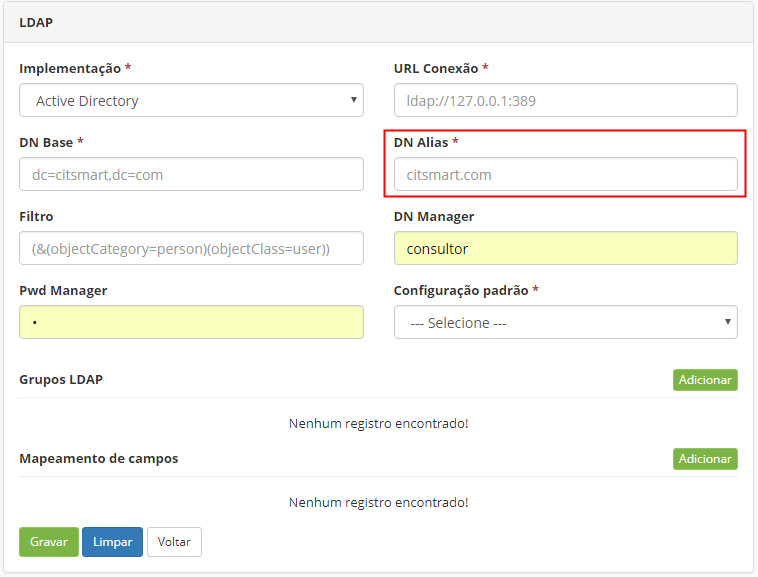 LDAP
Implementação *
URL Conexão *
Active Directory
ldap://127.0.0.1:389
DN Base *
DN Alias *
dc=citsmart,dc=com
citsmart.com
Filtro
DN Manager
(&(objectCategory=person)(objectClass=user))
consultor
Pwd Manager
Configuração padrão *
•
--- Selecione ---
Grupos LDAP
Adicionar
Nenhum registro encontrado!
Mapeamento de campos
Adicionar
Nenhum registro encontrado!
Gravar
Limpar
Voltar